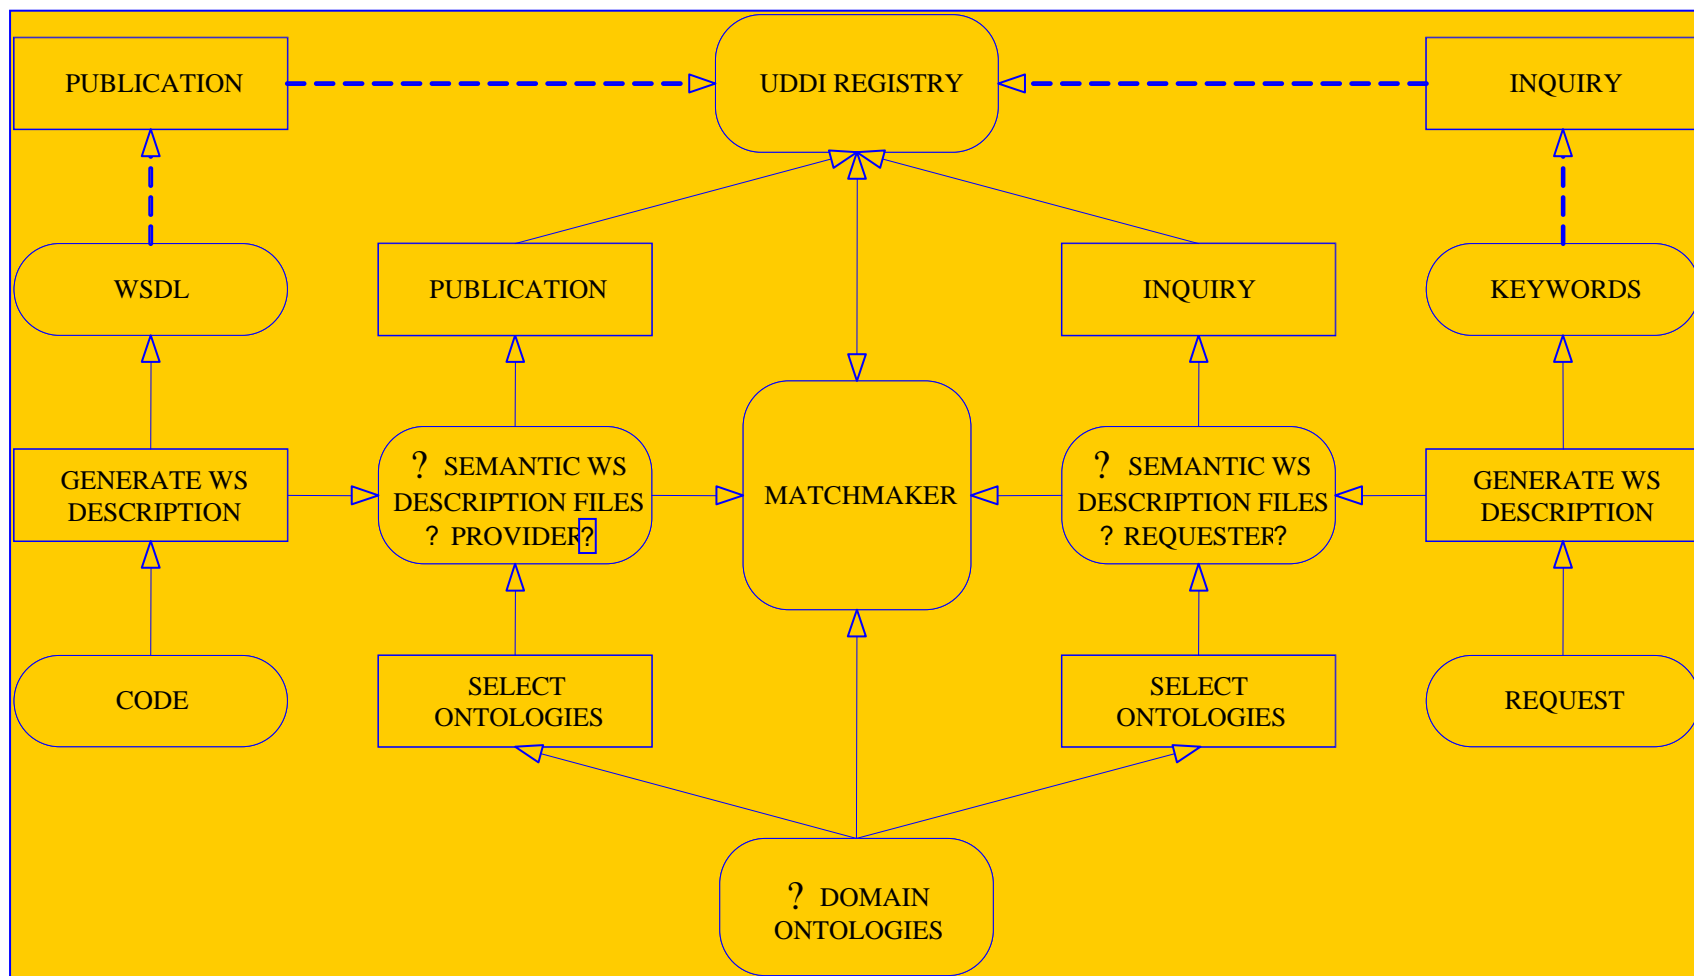 PUBLICATION
UDDI REGISTRY
INQUIRY
WSDL
PUBLICATION
INQUIRY
KEYWORDS
GENERATE WS
DESCRIPTION
? SEMANTIC WS
DESCRIPTION FILES
? PROVIDER?
MATCHMAKER
? SEMANTIC WS
DESCRIPTION FILES
? REQUESTER?
GENERATE WS
DESCRIPTION
CODE
SELECT
ONTOLOGIES
SELECT
ONTOLOGIES
REQUEST
? DOMAIN
ONTOLOGIES